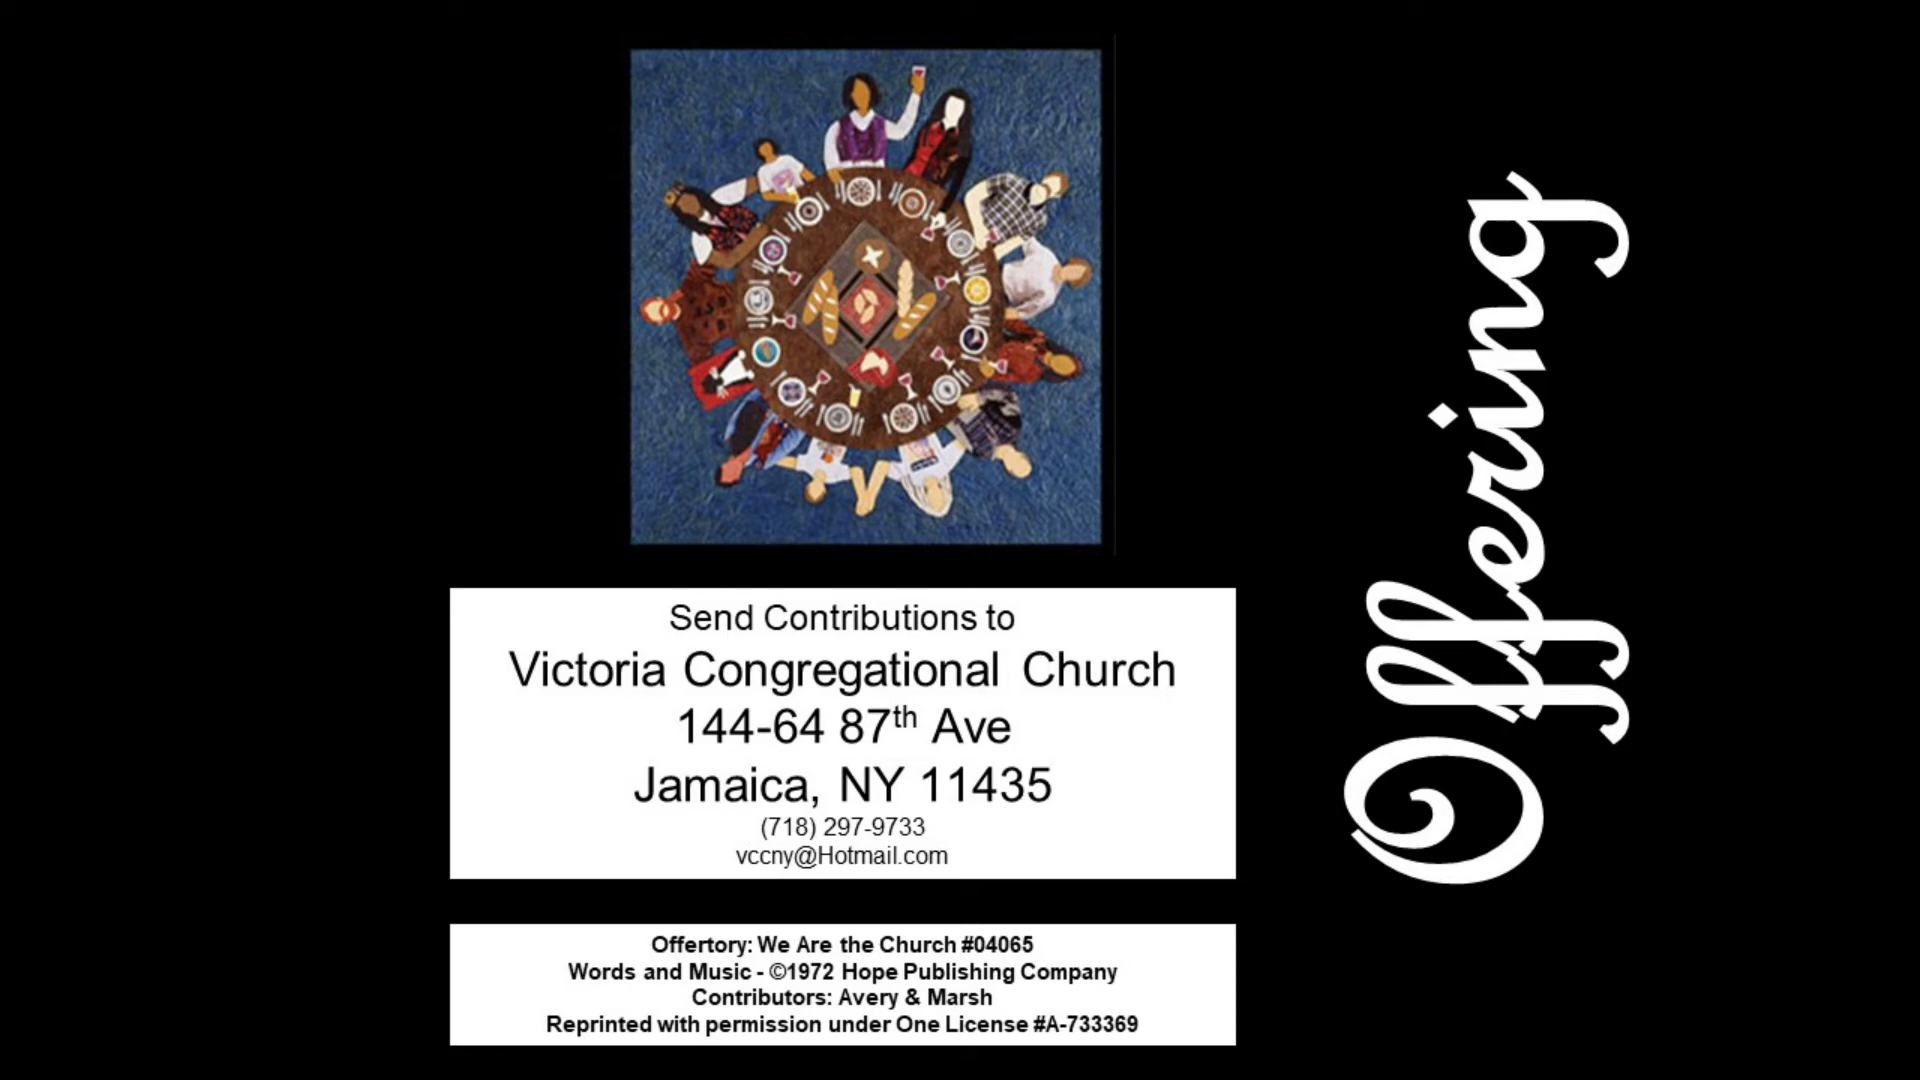 Send Contributions to
Victoria Congregational Church
144-64 87th Ave
Jamaica, NY 11435
(718) 297-9733
vccny@Hotmail.com
Offertory: We Are the Church #04065
Words and Music - ©1972 Hope Publishing Company
Contributors: Avery & Marsh
Reprinted with permission under One License #A-733369
Offering